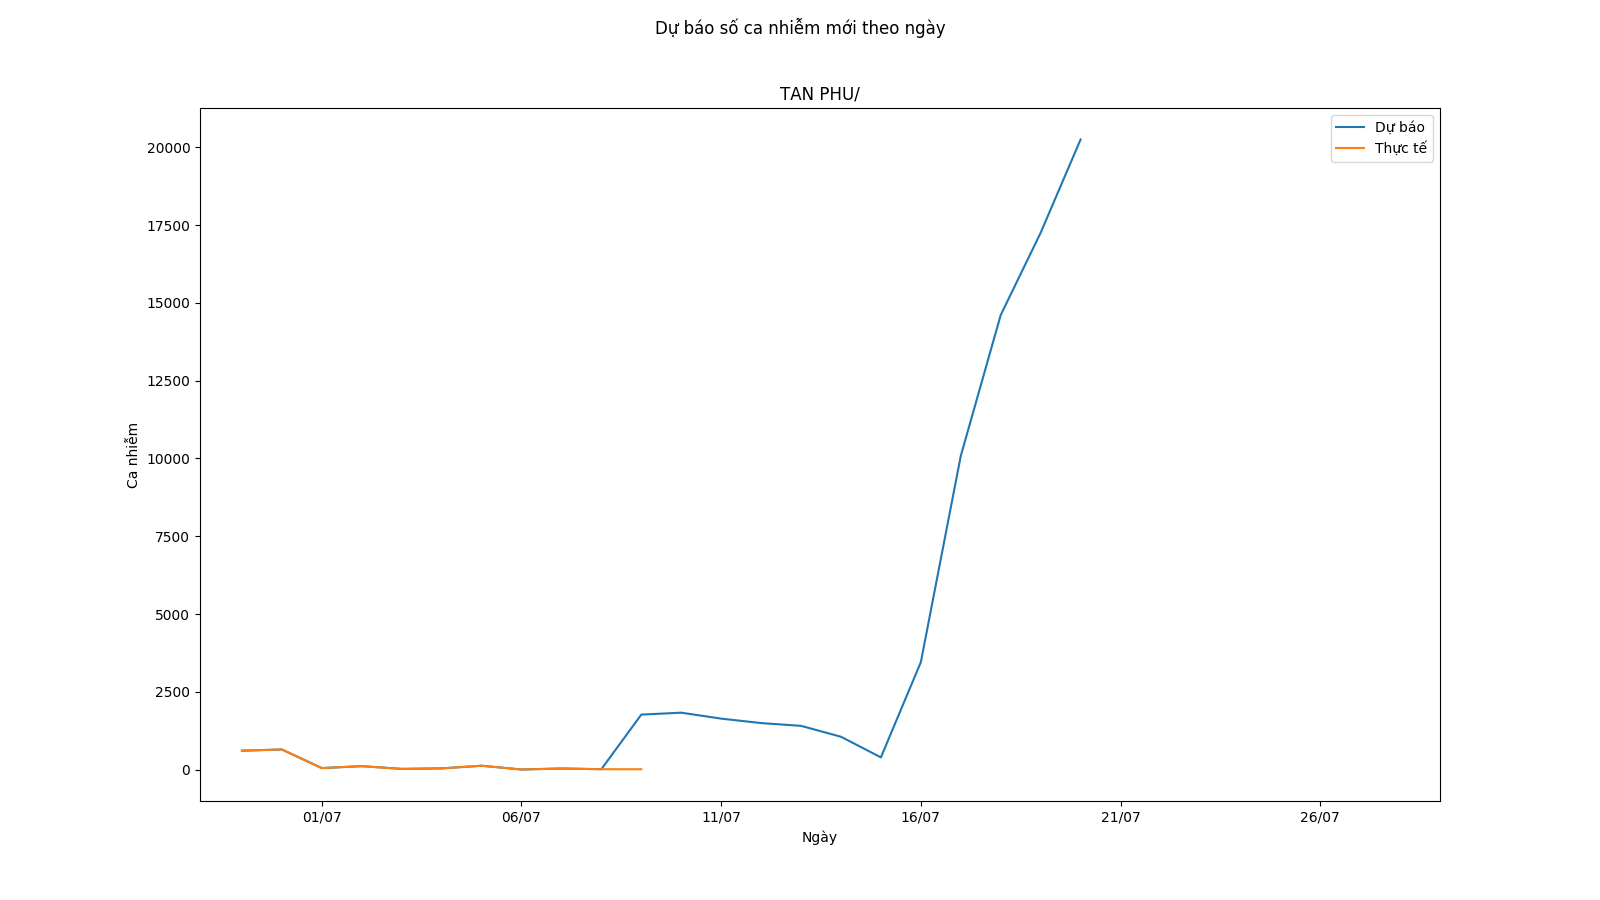 Dự báo số ca nhiễm mới theo ngày
TAN PHU/
Dự báo
Thực tế
20000
17500
15000
12500
10000
7500
5000
2500
0
Ca nhiễm
01/07 06/07 11/07 16/07 21/07 26/07
Ngày